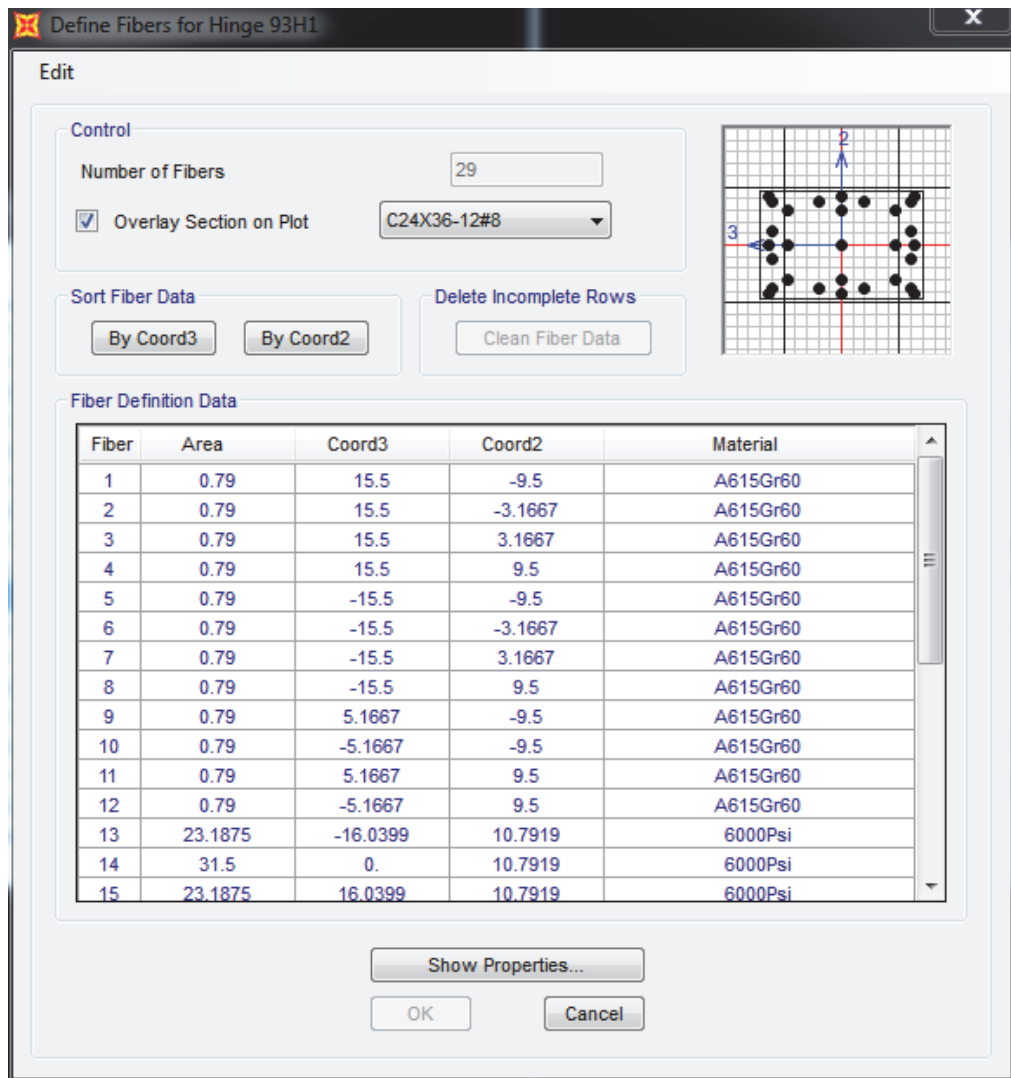 Define Fibers for Hinge 93H1
x
Edit
Control
Number of Fibers 29
Overlay Section on Plot C24X36-12#8
2
3
Sort Fiber Data
By Coord3 By Coord2
Delete Incomplete Rows
Clean Fiber Data
Fiber Definition Data
Fiber Area Coord3 Coord2 Material
1 0.79 15.5 -9.5 A615Gr60
2 0.79 15.5 -3.1667 A615Gr60
3 0.79 15.5 3.1667 A615Gr60
4 0.79 15.5 9.5 A615Gr60
5 0.79 -15.5 -9.5 A615Gr60
6 0.79 -15.5 -3.1667 A615Gr60
7 0.79 -15.5 3.1667 A615Gr60
8 0.79 -15.5 9.5 A615Gr60
9 0.79 5.1667 -9.5 A615Gr60
10 0.79 -5.1667 -9.5 A615Gr60
11 0.79 5.1667 9.5 A615Gr60
12 0.79 -5.1667 9.5 A615Gr60
13 23.1875 -16.0399 10.7919 6000Psi
14 31.5 0. 10.7919 6000Psi
15 23.1875 16.0399 10.7919 6000Psi
Show Properties...
OK Cancel